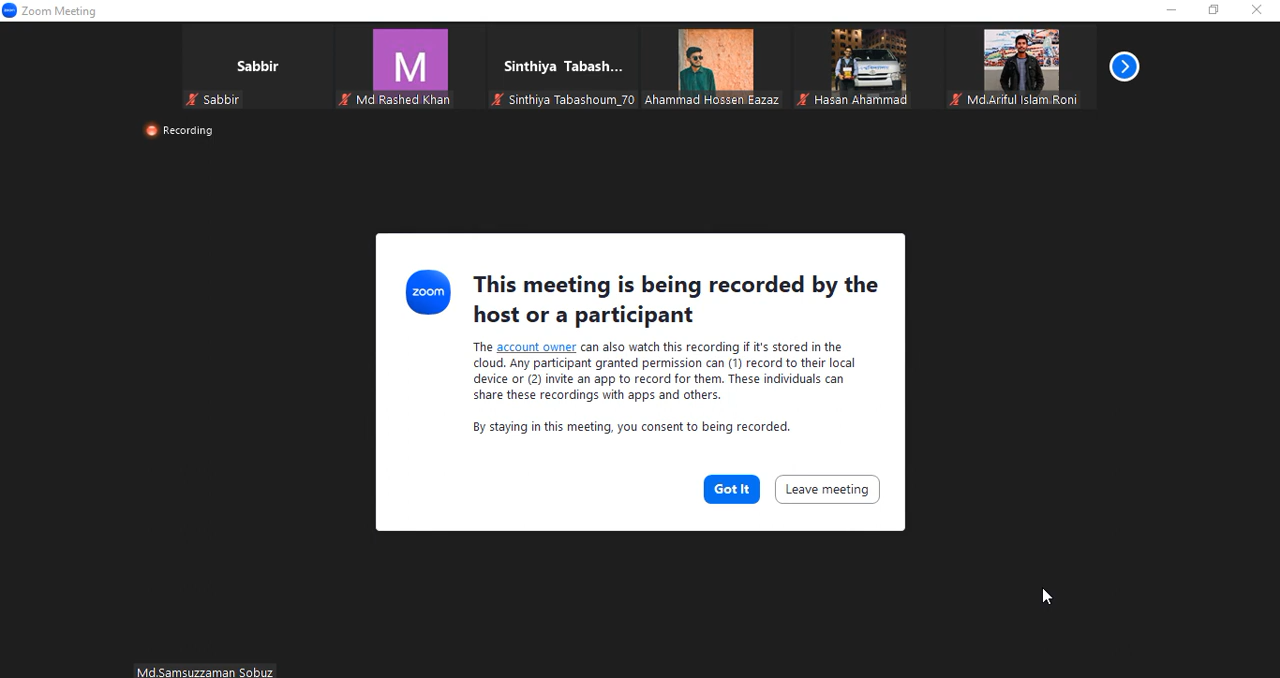 Zoom Meeting
Sabbir
M
Sinthiya Tabash...
Sabbir
Md Rashed Khan
Sinthiya Tabashoum_70
Ahammad Hossen Eazaz
Hasan Ahammad
Md.Ariful Islam Roni
Recording
zoom
This meeting is being recorded by the
host or a participant
The account owner can also watch this recording if it's stored in the
cloud. Any participant granted permission can (1) record to their local
device or (2) invite an app to record for them. These individuals can
share these recordings with apps and others.
By staying in this meeting, you consent to being recorded.
Got It
Leave meeting
Md.Samsuzzaman Sobuz